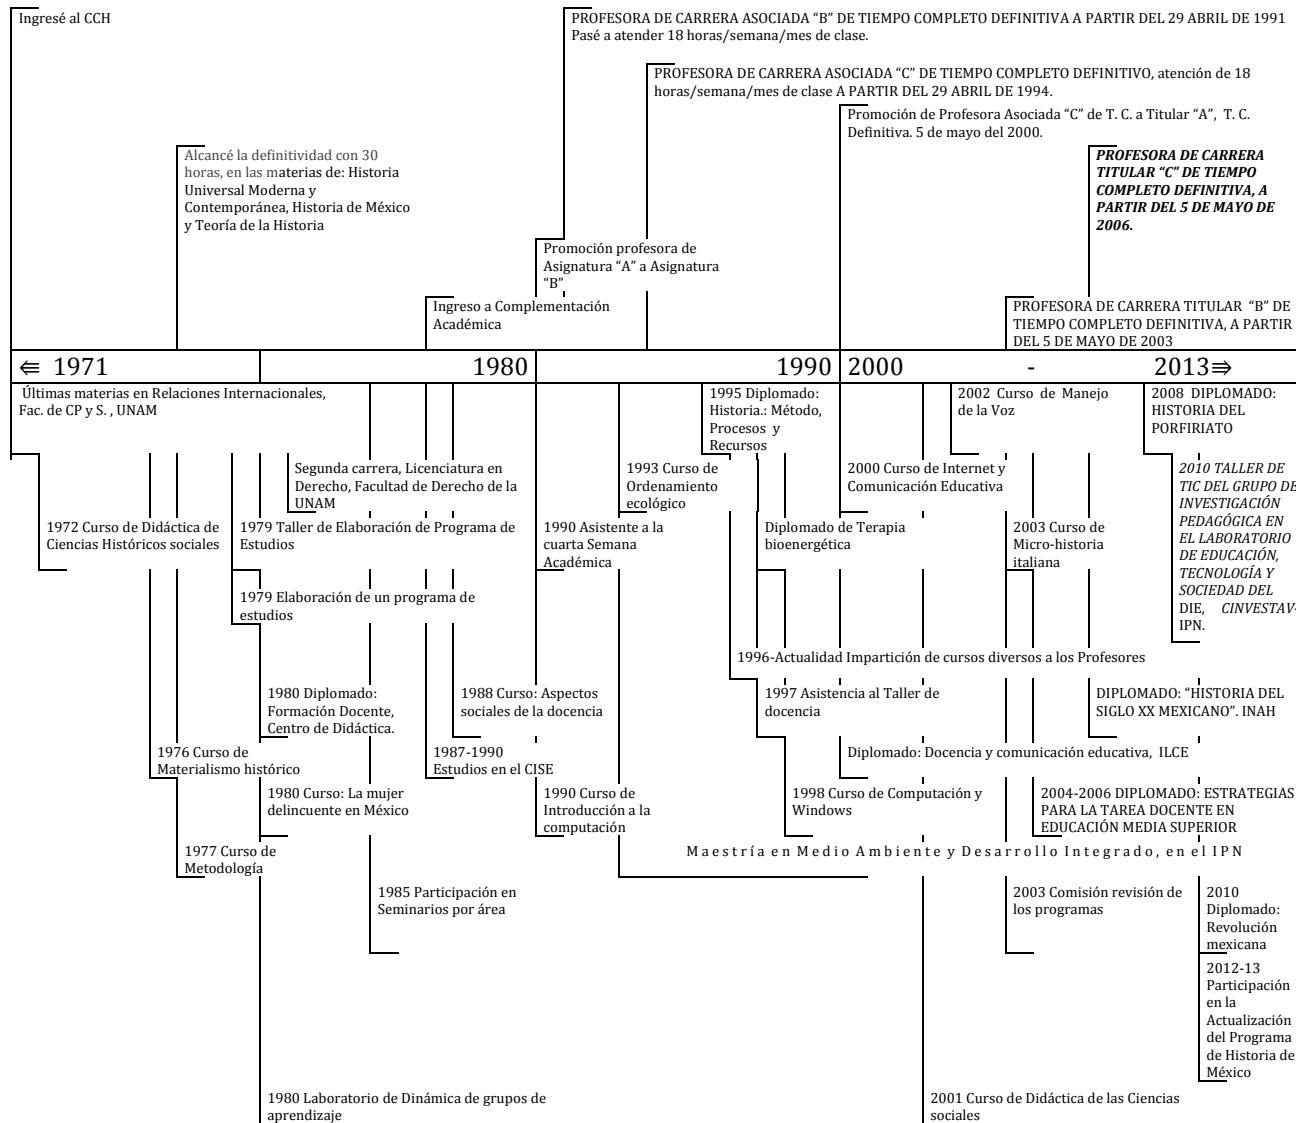 Ingresé al CCH
PROFESORA DE CARRERA ASOCIADA “B” DE TIEMPO COMPLETO DEFINITIVA A PARTIR DEL 29 ABRIL DE 1991
Pasé a atender 18 horas/semana/mes de clase.
PROFESORA DE CARRERA ASOCIADA “C” DE TIEMPO COMPLETO DEFINITIVO, atención de 18
horas/semana/mes de clase A PARTIR DEL 29 ABRIL DE 1994.
Promoción de Profesora Asociada “C” de T. C. a Titular “A”, T. C.
Definitiva. 5 de mayo del 2000.
Alcancé la definitividad con 30
horas, en las materias de: Historia
Universal Moderna y
Contemporánea, Historia de México
y Teoría de la Historia
PROFESORA DE CARRERA
TITULAR “C” DE TIEMPO
COMPLETO DEFINITIVA, A
PARTIR DEL 5 DE MAYO DE
2006.
Promoción profesora de
Asignatura “A” a Asignatura
“B”
Ingreso a Complementación
Académica
PROFESORA DE CARRERA TITULAR “B” DE
TIEMPO COMPLETO DEFINITIVA, A PARTIR
DEL 5 DE MAYO DE 2003
⇚ 1971 1980 1990 2000 - 2013⇛
Últimas materias en Relaciones Internacionales,
Fac. de CP y S. , UNAM
1995 Diplomado:
Historia.: Método,
Procesos y
Recursos
2002 Curso de Manejo
de la Voz
2008 DIPLOMADO:
HISTORIA DEL
PORFIRIATO
Segunda carrera, Licenciatura en
Derecho, Facultad de Derecho de la
UNAM
1993 Curso de
Ordenamiento
ecológico
2000 Curso de Internet y
Comunicación Educativa
2010 TALLER DE
TIC DEL GRUPO DE
INVESTIGACIÓN
PEDAGÓGICA EN
EL LABORATORIO
DE EDUCACIÓN,
TECNOLOGÍA Y
SOCIEDAD DEL
DIE, CINVESTAV-
IPN.
1972 Curso de Didáctica de
Ciencias Históricos sociales
1979 Taller de Elaboración de Programa de
Estudios
1990 Asistente a la
cuarta Semana
Académica
Diplomado de Terapia
bioenergética
2003 Curso de
Micro-historia
italiana
1979 Elaboración de un programa de
estudios
1996-Actualidad Impartición de cursos diversos a los Profesores
1980 Diplomado:
Formación Docente,
Centro de Didáctica.
1988 Curso: Aspectos
sociales de la docencia
1997 Asistencia al Taller de
docencia
DIPLOMADO: “HISTORIA DEL
SIGLO XX MEXICANO”. INAH
1976 Curso de
Materialismo histórico
1987-1990
Estudios en el CISE
Diplomado: Docencia y comunicación educativa, ILCE
1980 Curso: La mujer
delincuente en México
1990 Curso de
Introducción a la
computación
1998 Curso de Computación y
Windows
2004-2006 DIPLOMADO: ESTRATEGIAS
PARA LA TAREA DOCENTE EN
EDUCACIÓN MEDIA SUPERIOR
1977 Curso de
Metodología
Maestría en Medio Ambiente y Desarrollo Integrado, en el IPN
1985 Participación en
Seminarios por área
2003 Comisión revisión de
los programas
2010
Diplomado:
Revolución
mexicana
2012-13
Participación
en la
Actualización
del Programa
de Historia de
México
1980 Laboratorio de Dinámica de grupos de
aprendizaje
2001 Curso de Didáctica de las Ciencias
sociales